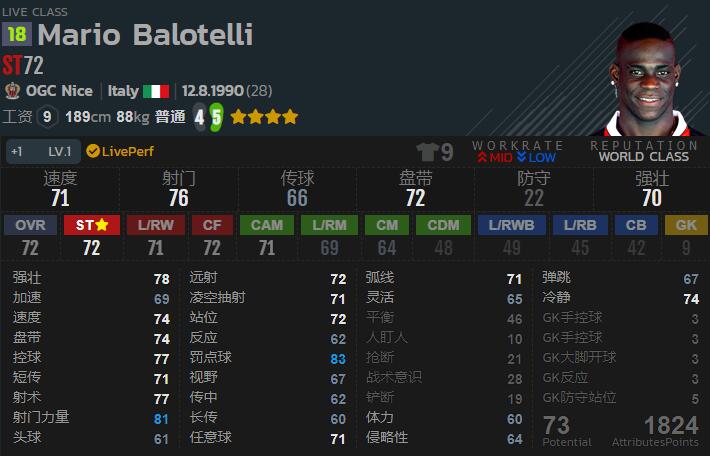 LIVE CLASS
18 Mario Balotelli
ST72
OGC Nice Italy 12.8.1990(28)
工资 9 189cm 88kg 普通 4 5
+1 LV.1 LivePerf 9 WORKRATE MID LOW REPUTATION WORLD CLASS
速度 射门 传球 盘带 防守 强壮
71 76 66 72 22 70
OVR ST L/RW CF CAM L/RM CM CDM L/RWB L/RB CB GK
72 72 71 72 71 69 64 48 49 45 42 9
强壮 78 远射 72 弧线 71 弹跳 67
加速 69 凌空抽射 71 灵活 65 冷静 74
速度 74 站位 72 平衡 46 GK手控球 3
盘带 74 反应 62 人盯人 10 GK手控球 3
控球 77 罚点球 83 抢断 21 GK大脚开球 3
短传 71 视野 67 战术意识 28 GK反应 3
射术 77 传中 62 铲断 19 GK防守站位 5
射门力量 81 长传 60 体力 60 73 1824
头球 61 任意球 71 侵略性 64 Potential AttributesPoints